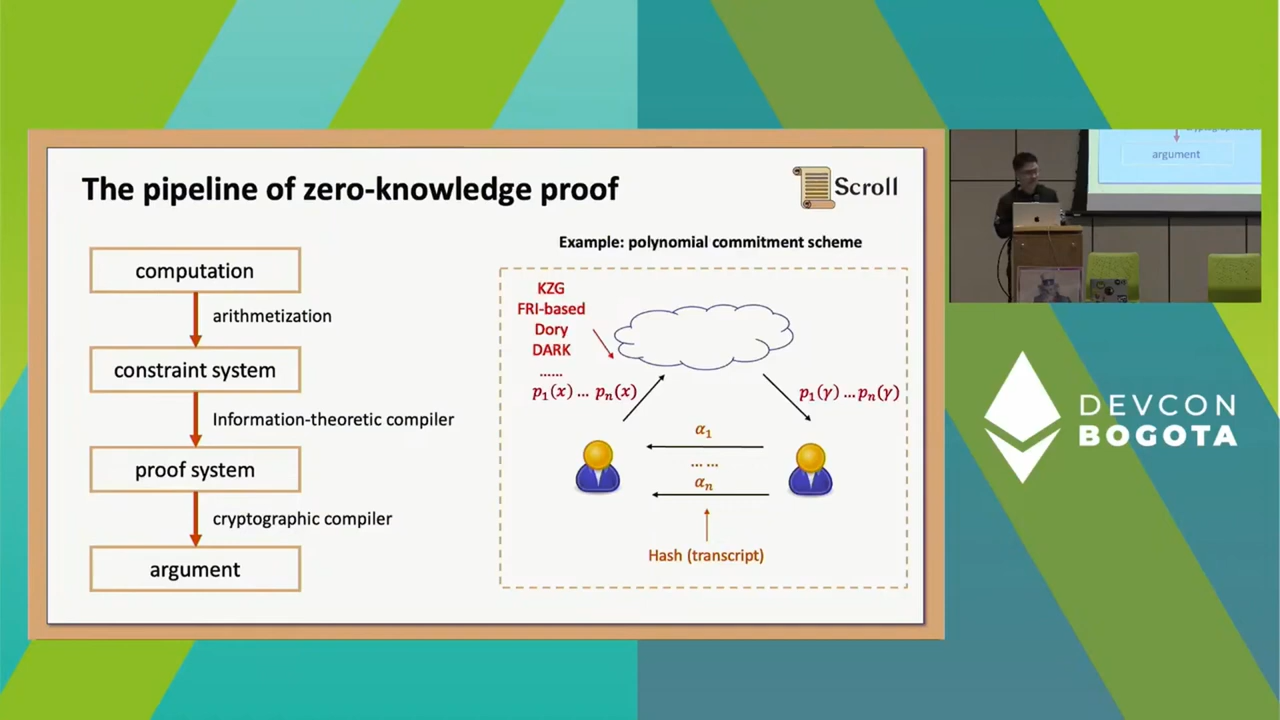 The pipeline of zero-knowledge proof
Scroll
computation
arithmetization
constraint system
Information-theoretic compiler
proof system
cryptographic compiler
argument
Example: polynomial commitment scheme
KZG
FRI-based
Dory
DARK
......
p₁(x) ... pₙ(x)
p₁(γ) ... pₙ(γ)
α₁
... ...
αₙ
Hash (transcript)
argument
DEVCON
BOGOTA